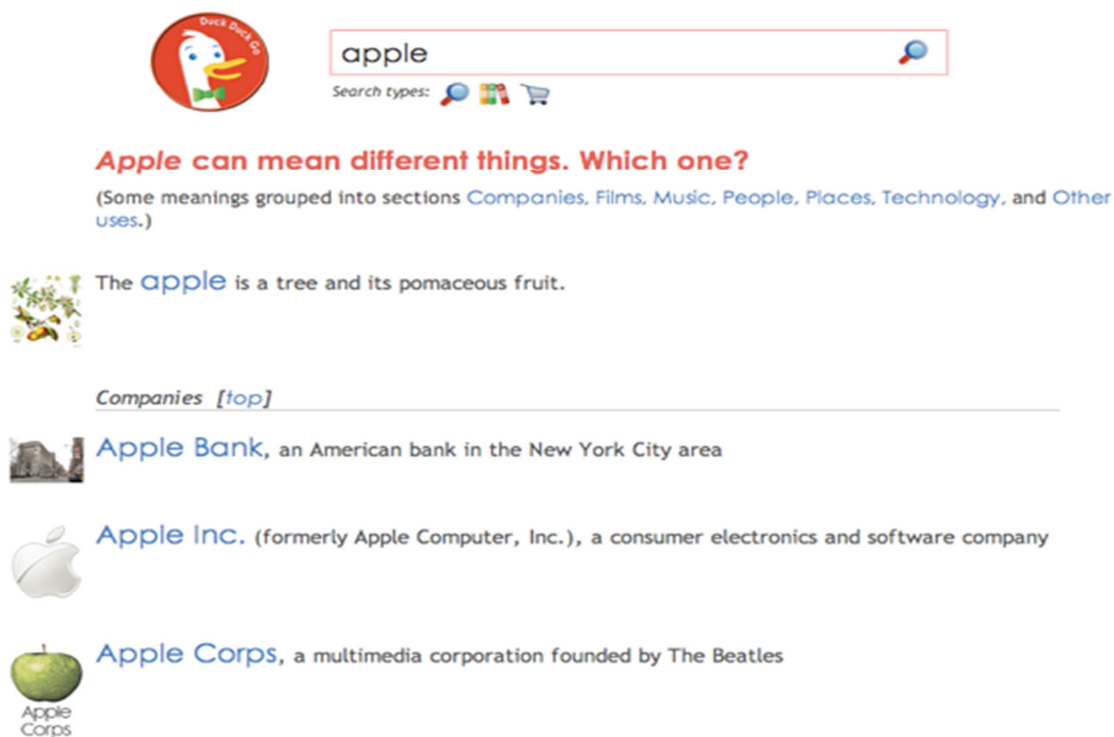 Duck Duck Go
apple
Search types:
Apple can mean different things. Which one?
(Some meanings grouped into sections Companies, Films, Music, People, Places, Technology, and Other
uses.)
The apple is a tree and its pomaceous fruit.
Companies [top]
Apple Bank, an American bank in the New York City area
Apple Inc. (formerly Apple Computer, Inc.), a consumer electronics and software company
Apple Corps, a multimedia corporation founded by The Beatles
Apple
Corps